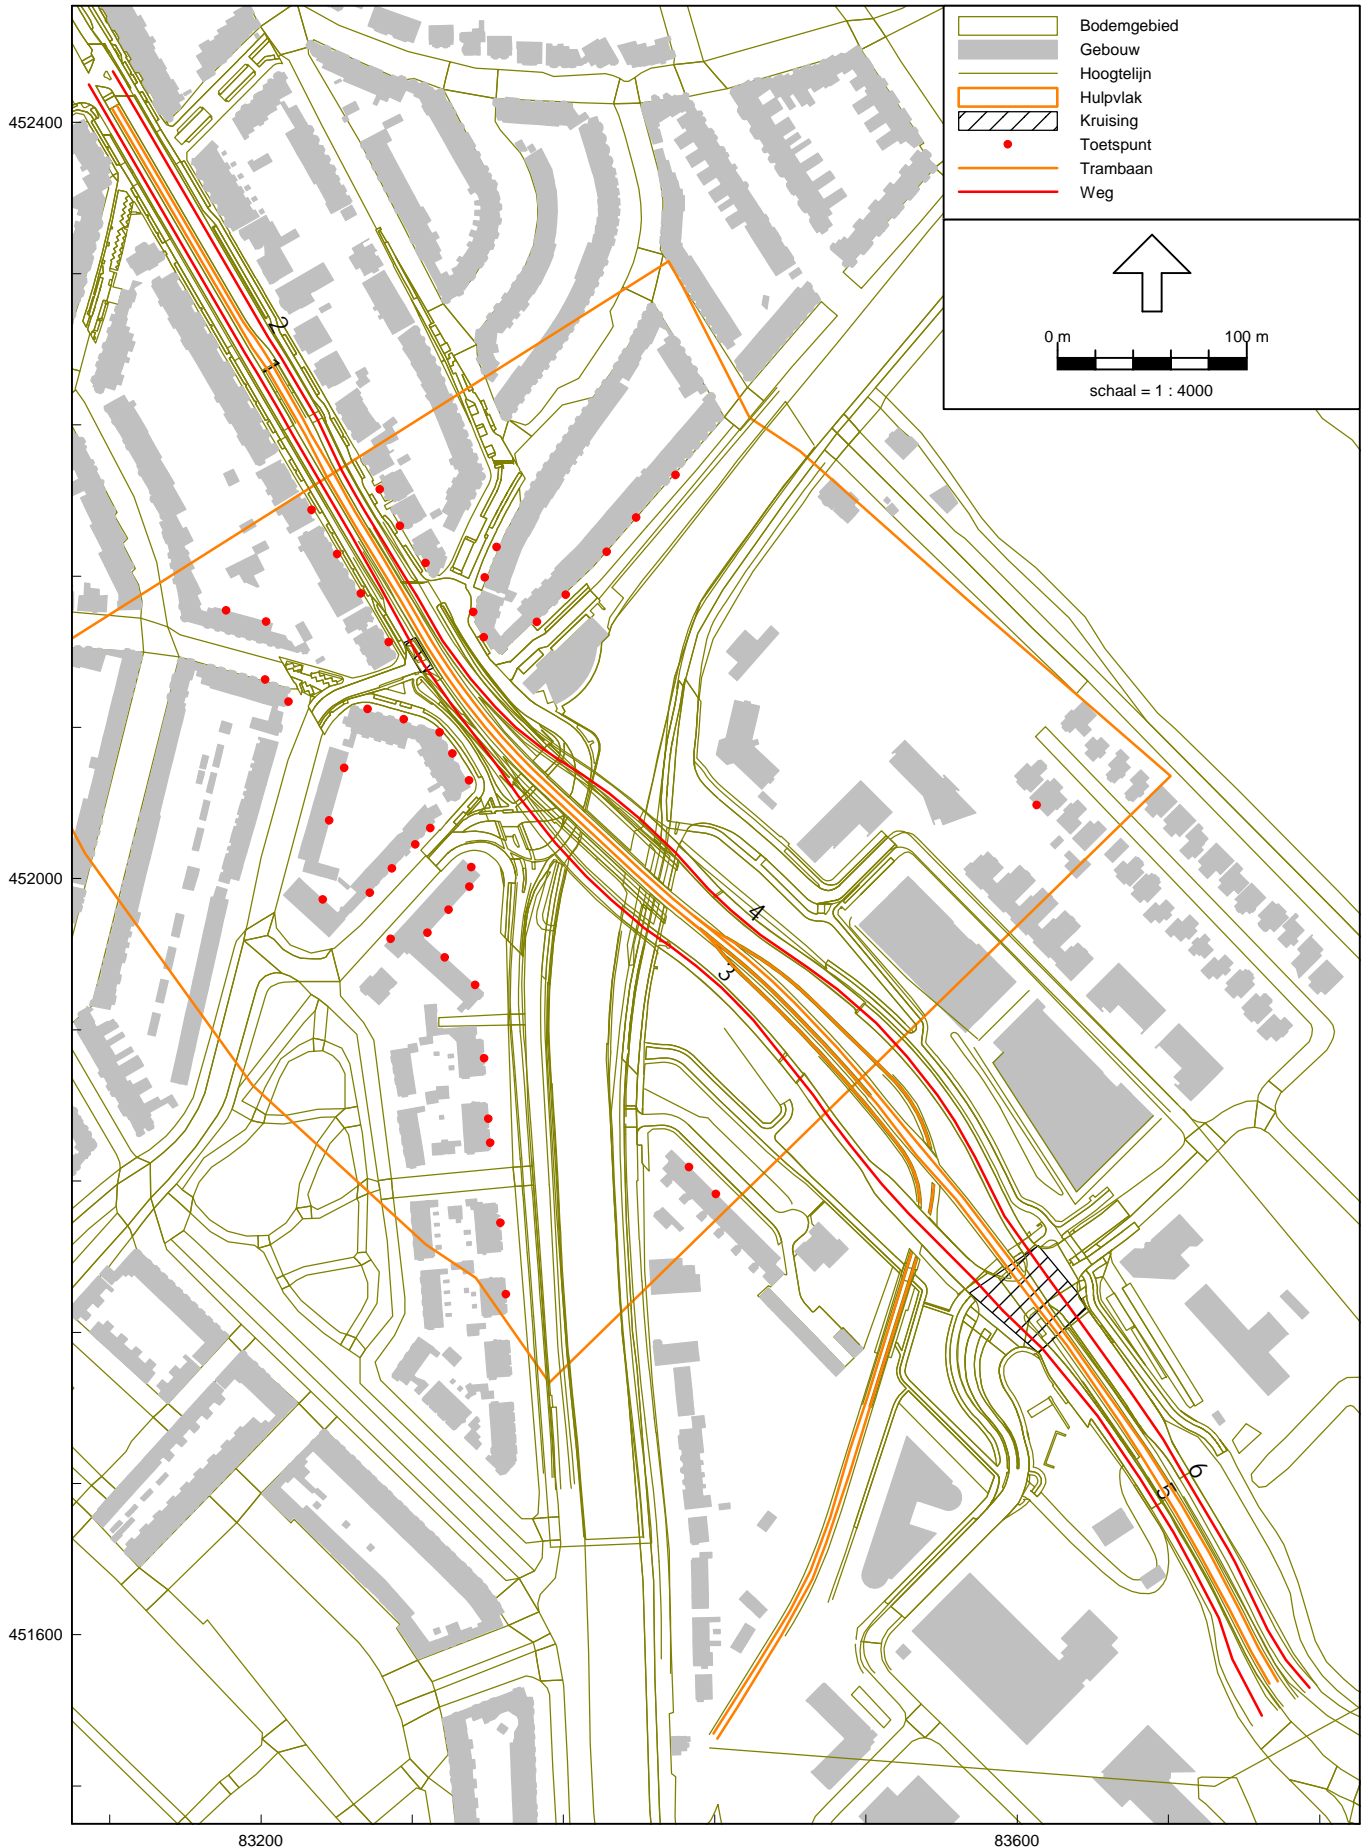 Bodemgebied
Gebouw
Hoogtelijn
Hulpvlak
Kruising
Toetspunt
Trambaan
Weg
0 m 100 m
schaal = 1 : 4000
452400
2
1
452000
4
3
6
5
451600
83200 83600